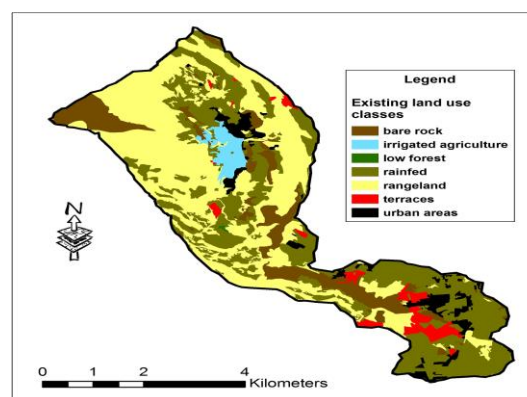 Legend
Existing land use
classes
bare rock
irrigated agriculture
low forest
rainfed
rangeland
terraces
urban areas
N
0 1 2 4
Kilometers